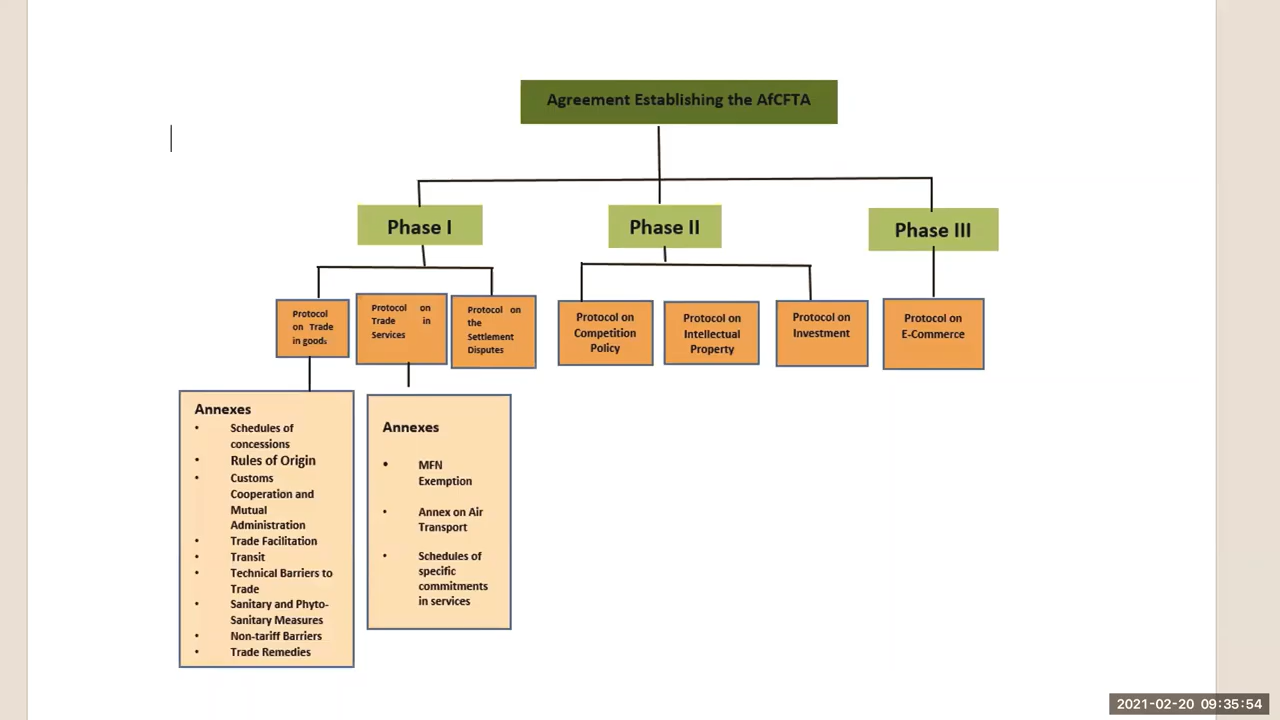 Agreement Establishing the AfCFTA
Phase I
Phase II
Phase III
Protocol
on Trade
in goods
Protocol on
Trade in
Services
Protocol on
the
Settlement
Disputes
Protocol on
Competition
Policy
Protocol on
Intellectual
Property
Protocol on
Investment
Protocol on
E-Commerce
Annexes
• Schedules of
concessions
• Rules of Origin
• Customs
Cooperation and
Mutual
Administration
• Trade Facilitation
• Transit
• Technical Barriers to
Trade
• Sanitary and Phyto-
Sanitary Measures
• Non-tariff Barriers
• Trade Remedies
Annexes
• MFN
Exemption
• Annex on Air
Transport
• Schedules of
specific
commitments
in services
2021-02-20 09:35:54